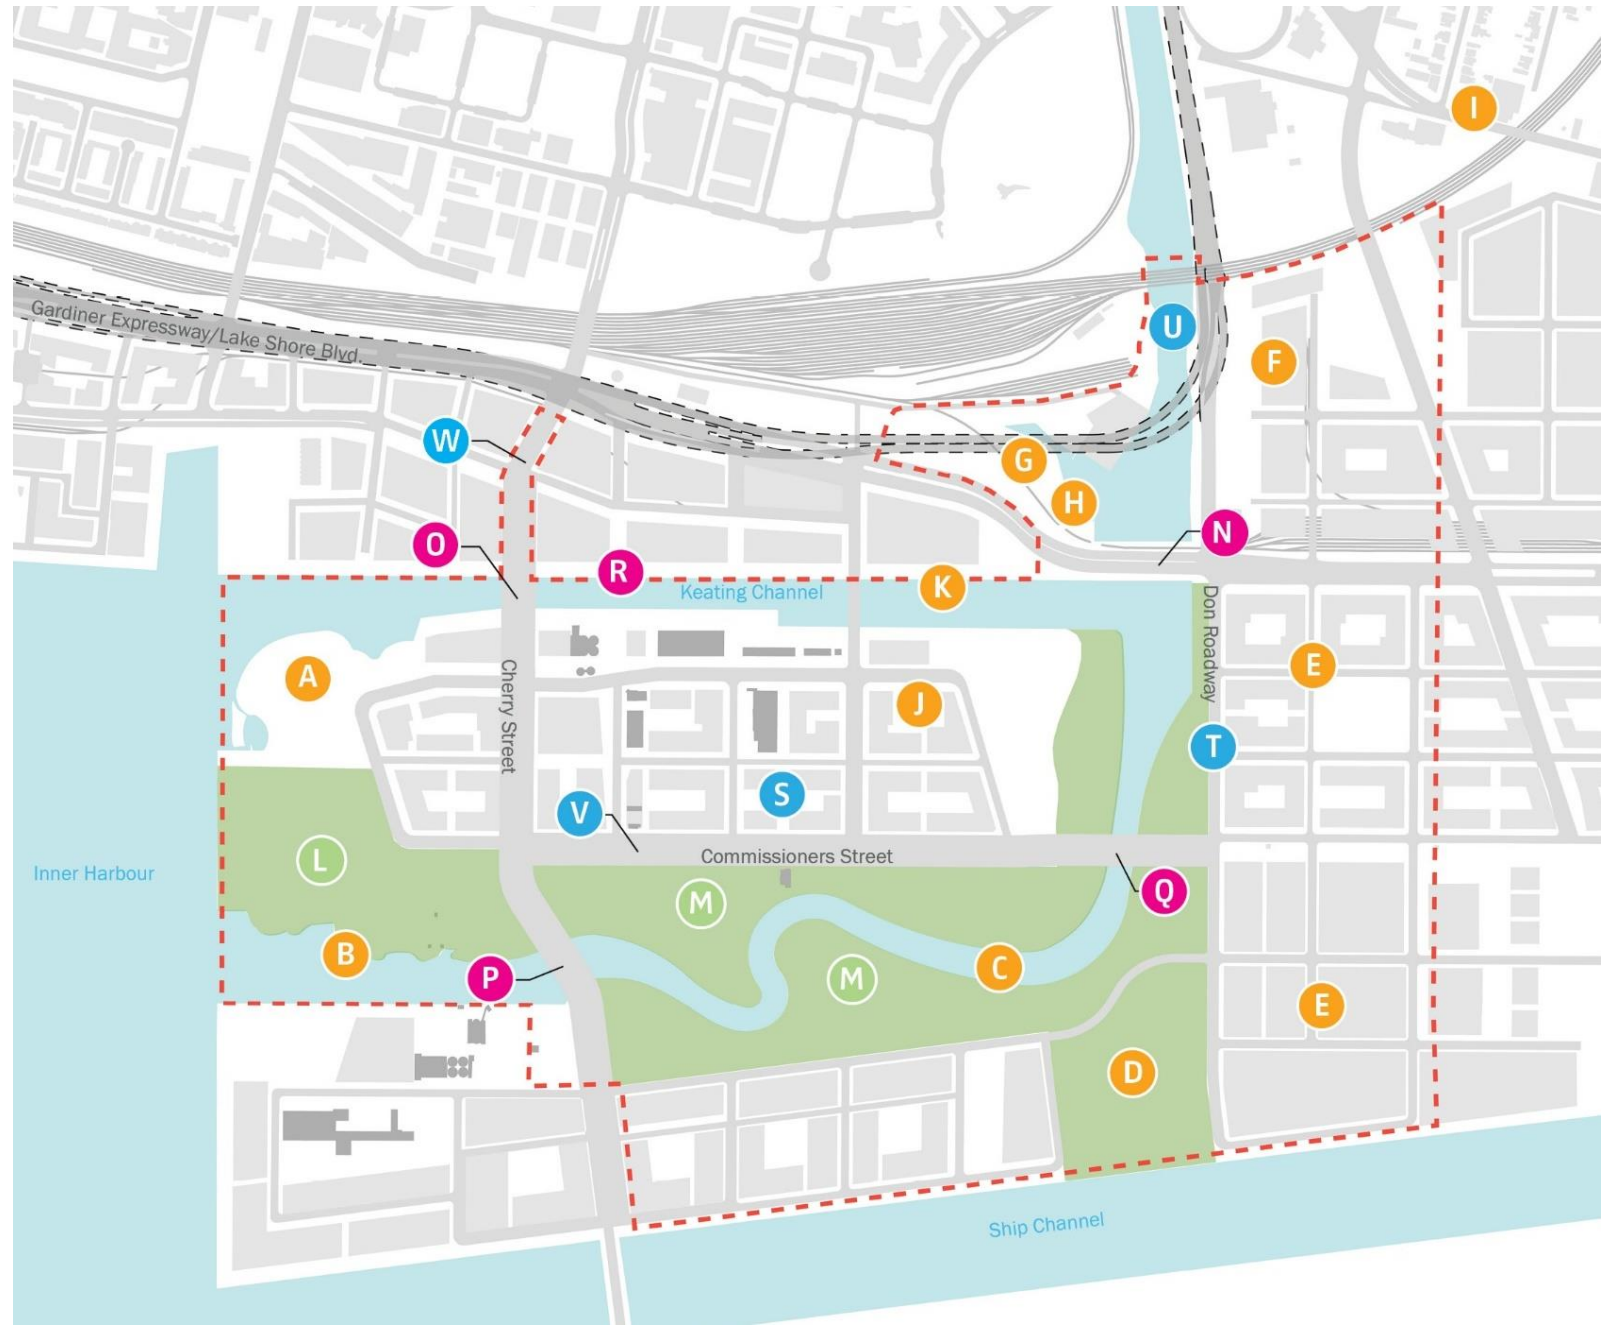 I
Gardiner Expressway/Lake Shore Blvd.
U
F
W
G
H
O
N
R
K
Keating Channel
Don Roadway
A
Cherry Street
E
J
T
V
S
Commissioners Street
L
Inner Harbour
M
Q
B
P
M
C
E
D
Ship Channel